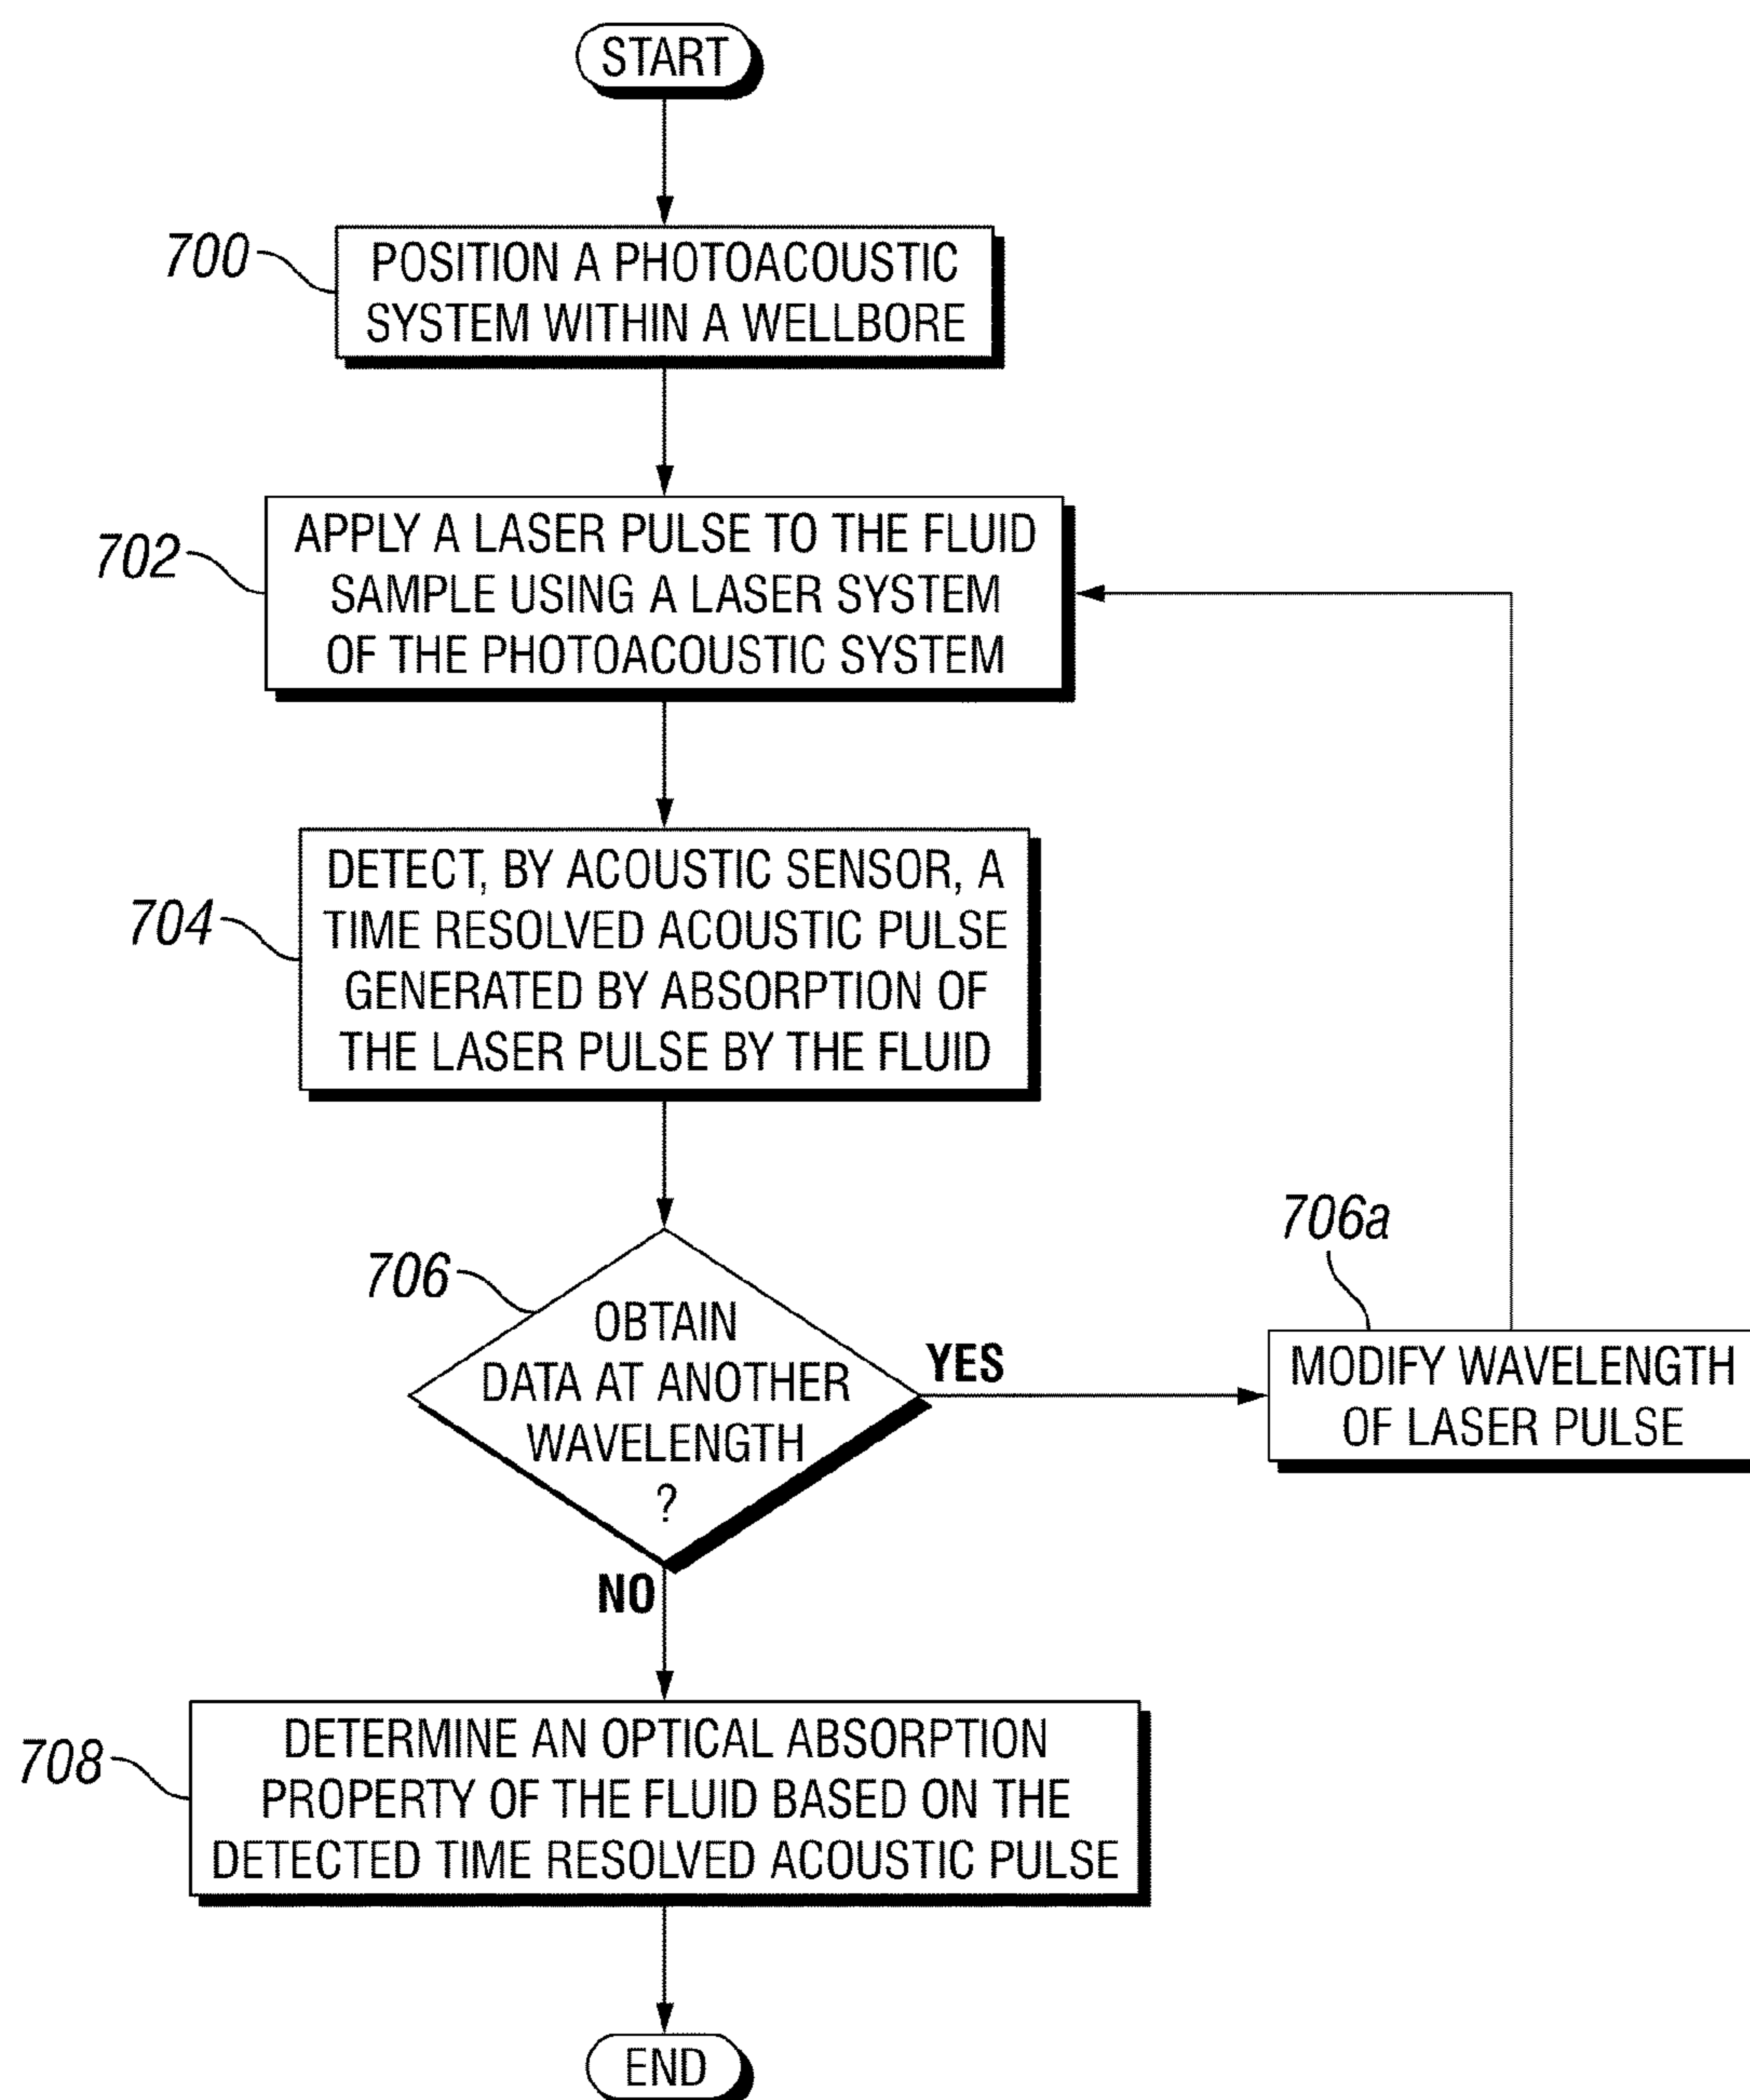 START
700
POSITION A PHOTOACOUSTIC
SYSTEM WITHIN A WELLBORE
702
APPLY A LASER PULSE TO THE FLUID
SAMPLE USING A LASER SYSTEM
OF THE PHOTOACOUSTIC SYSTEM
704
DETECT, BY ACOUSTIC SENSOR, A
TIME RESOLVED ACOUSTIC PULSE
GENERATED BY ABSORPTION OF
THE LASER PULSE BY THE FLUID
706
OBTAIN
DATA AT ANOTHER
WAVELENGTH
?
YES
706a
MODIFY WAVELENGTH
OF LASER PULSE
NO
708
DETERMINE AN OPTICAL ABSORPTION
PROPERTY OF THE FLUID BASED ON THE
DETECTED TIME RESOLVED ACOUSTIC PULSE
END